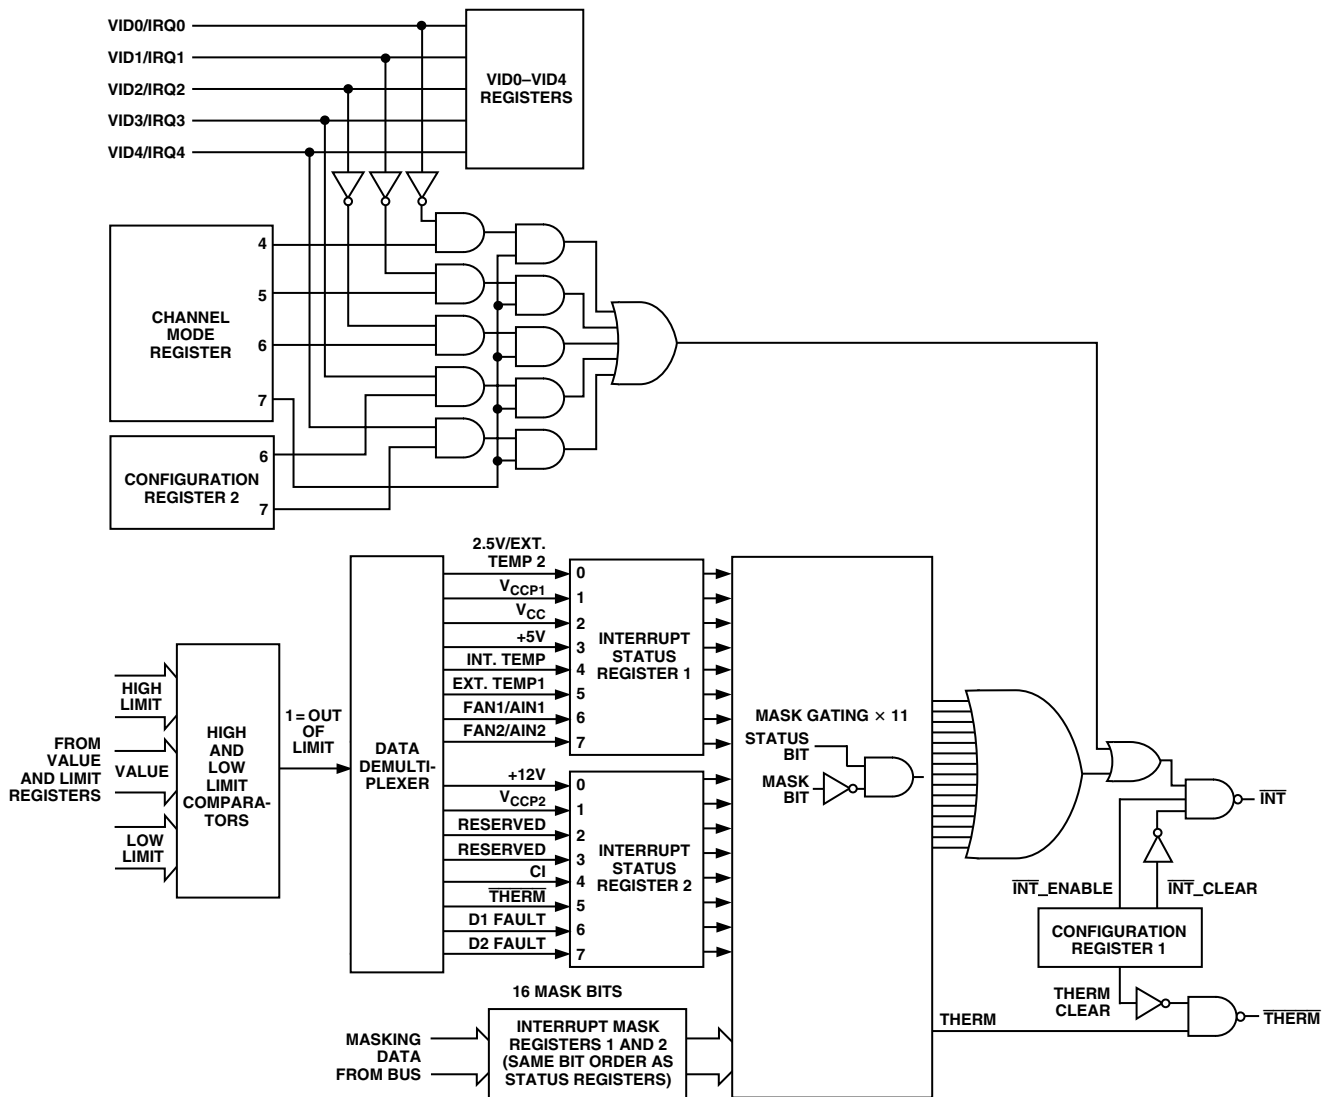 VID0/IRQ0
VID1/IRQ1
VID2/IRQ2
VID3/IRQ3
VID4/IRQ4
VID0–VID4
REGISTERS
CHANNEL
MODE
REGISTER
4
5
6
7
CONFIGURATION
REGISTER 2
6
7
FROM
VALUE
AND LIMIT
REGISTERS
HIGH
LIMIT
VALUE
LOW
LIMIT
HIGH
AND
LOW
LIMIT
COMPARA-
TORS
1 = OUT
OF
LIMIT
DATA
DEMULTI-
PLEXER
2.5V/EXT.
TEMP 2
VCCP1
VCC
+5V
INT. TEMP
EXT. TEMP1
FAN1/AIN1
FAN2/AIN2
0
1
2
3
4
5
6
7
INTERRUPT
STATUS
REGISTER 1
+12V
VCCP2
RESERVED
RESERVED
CI
T̅H̅E̅R̅M̅
D1 FAULT
D2 FAULT
0
1
2
3
4
5
6
7
INTERRUPT
STATUS
REGISTER 2
16 MASK BITS
MASKING
DATA
FROM BUS
INTERRUPT MASK
REGISTERS 1 AND 2
(SAME BIT ORDER AS
STATUS REGISTERS)
MASK GATING × 11
STATUS
BIT
MASK
BIT
I̅N̅T̅
I̅N̅T̅_ENABLE
I̅N̅T̅_CLEAR
CONFIGURATION
REGISTER 1
THERM
CLEAR
THERM
T̅H̅E̅R̅M̅